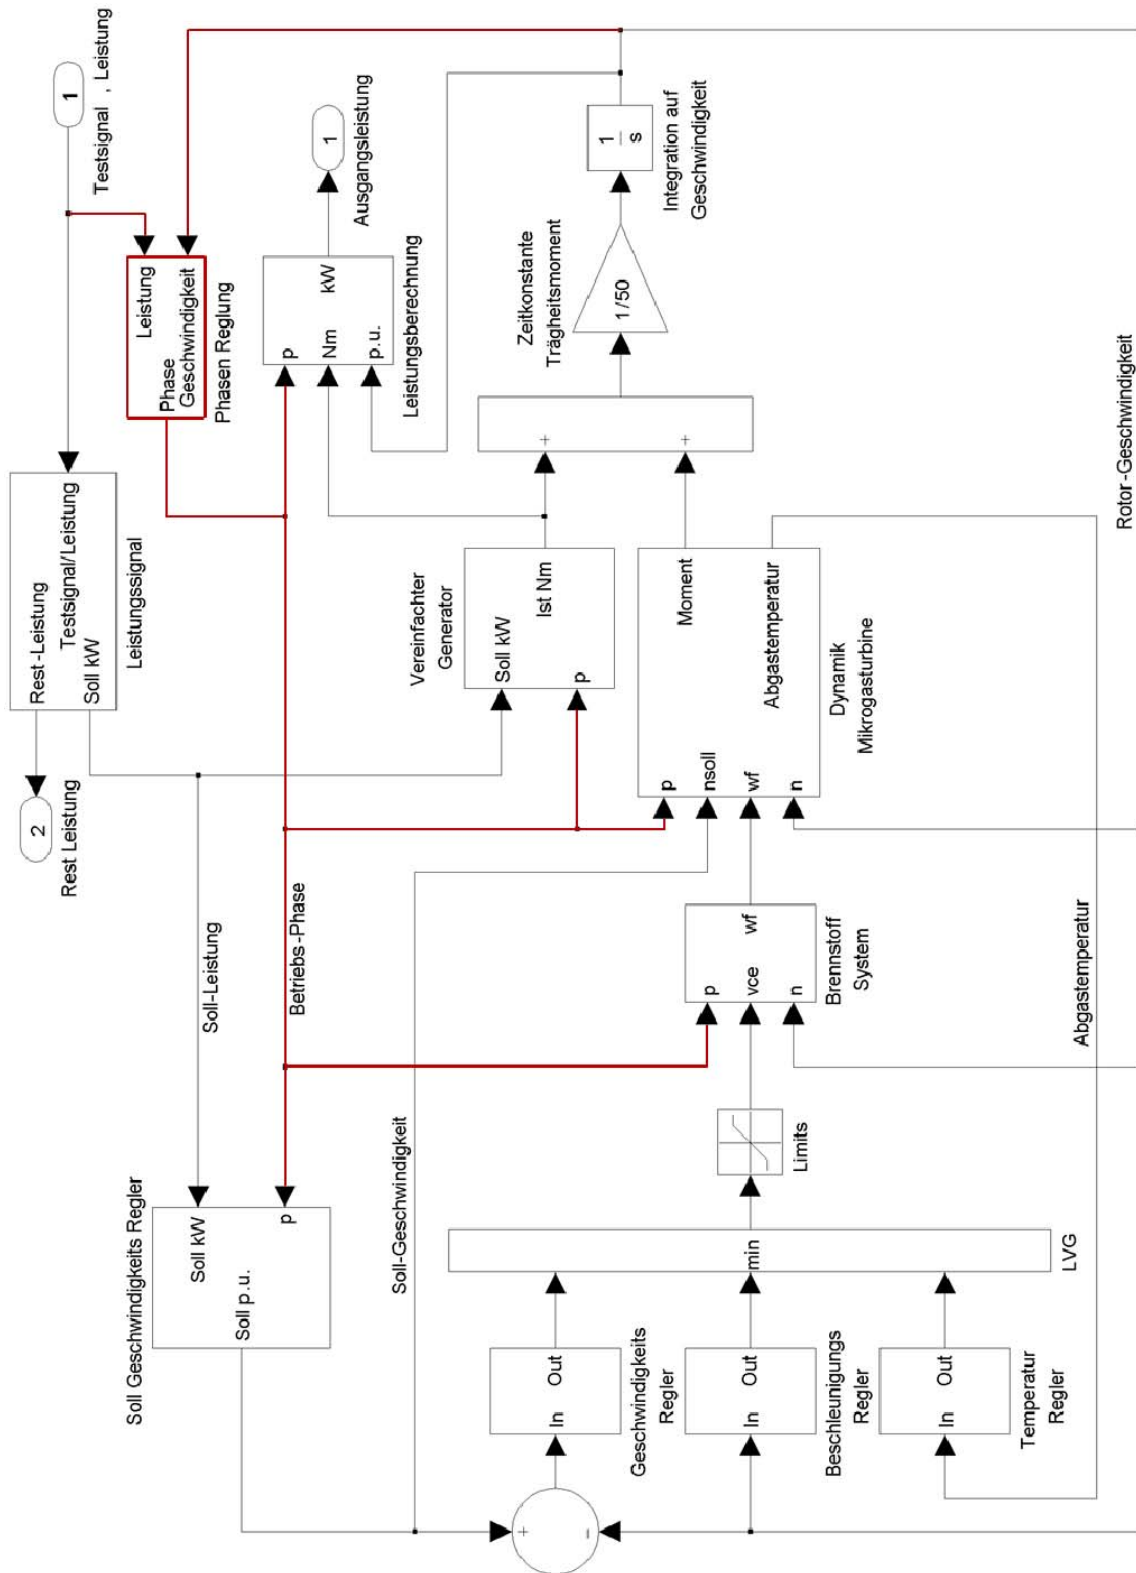 Soll Geschwindigkeits Regler
Soll kW
Soll p.u.
p
Soll-Leistung
Rest Leistung
2
Rest-Leistung
Testsignal/Leistung
Soll kW
Leistungssignal
1
Testsignal , Leistung
Leistung
Phase
Geschwindigkeit
Phasen Reglung
Betriebs-Phase
p
Nm
kW
p.u.
Leistungsberechnung
1
Ausgangsleistung
Soll-Geschwindigkeit
Vereinfachter
Generator
Soll kW
Ist Nm
p
+
+
Zeitkonstante
Trägheitsmoment
1/50
1
s
Integration auf
Geschwindigkeit
+
−
In
Out
Geschwindigkeits
Regler
In
Out
Beschleunigungs
Regler
In
Out
Temperatur
Regler
min
LVG
Limits
p
vce
wf
n
Brennstoff
System
p
nsoll
Moment
wf
Abgastemperatur
n
Dynamik
Mikrogasturbine
Abgastemperatur
Rotor-Geschwindigkeit